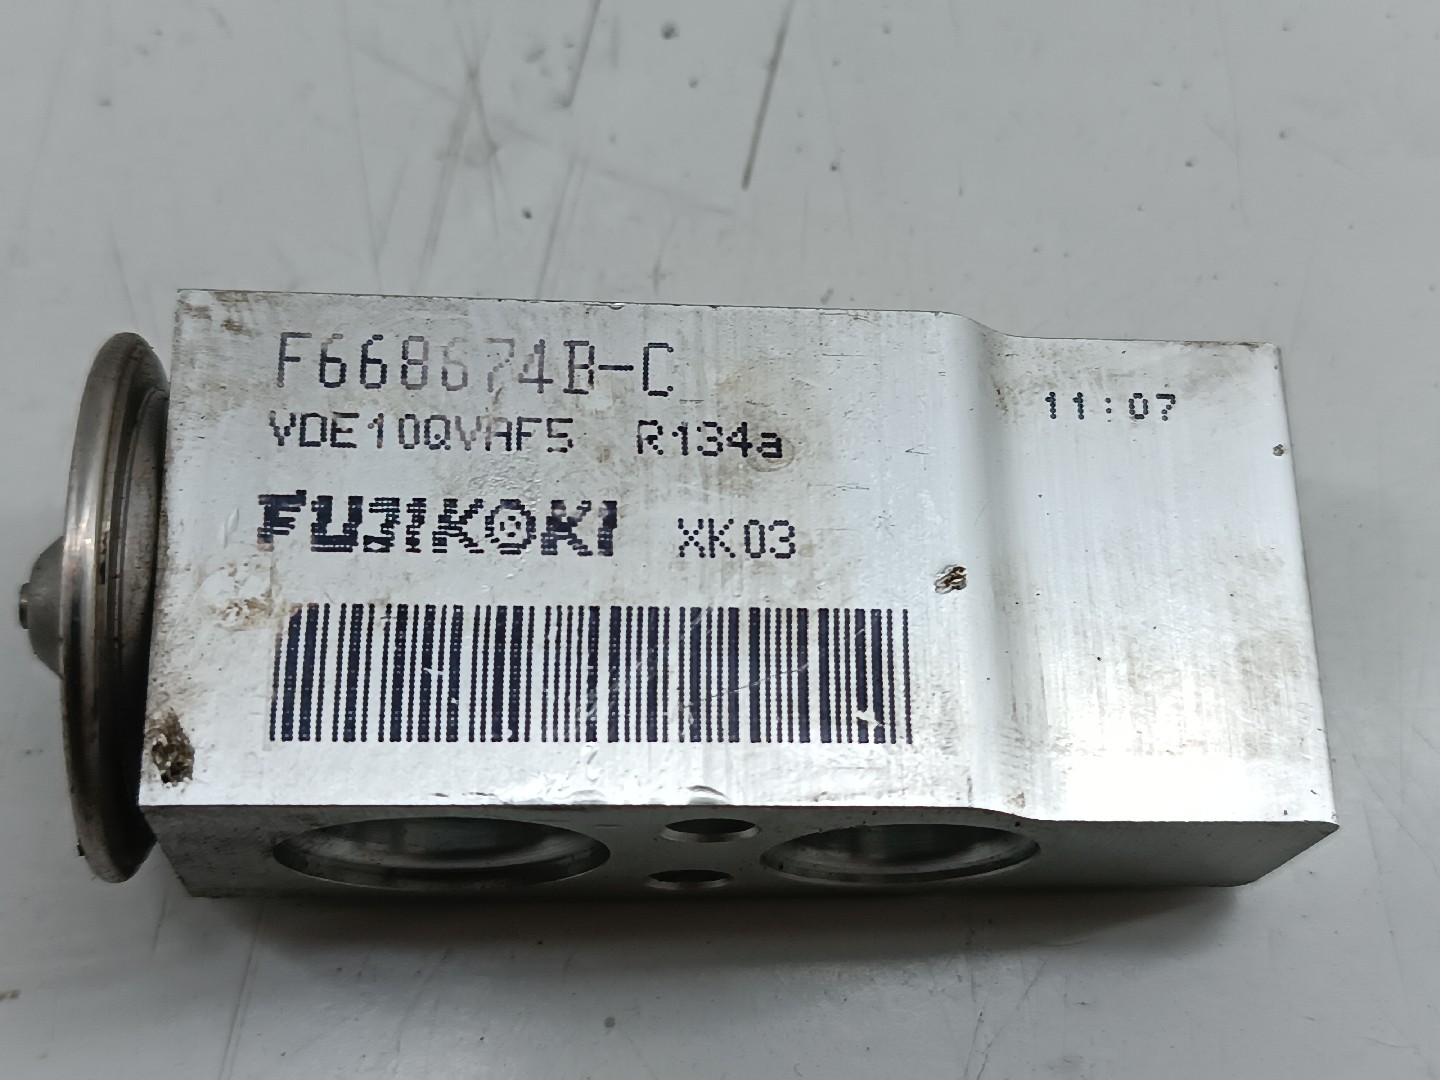 F668674B-C
11:07
VDE10QVAF5 R134a
FUJIKOKI XK03